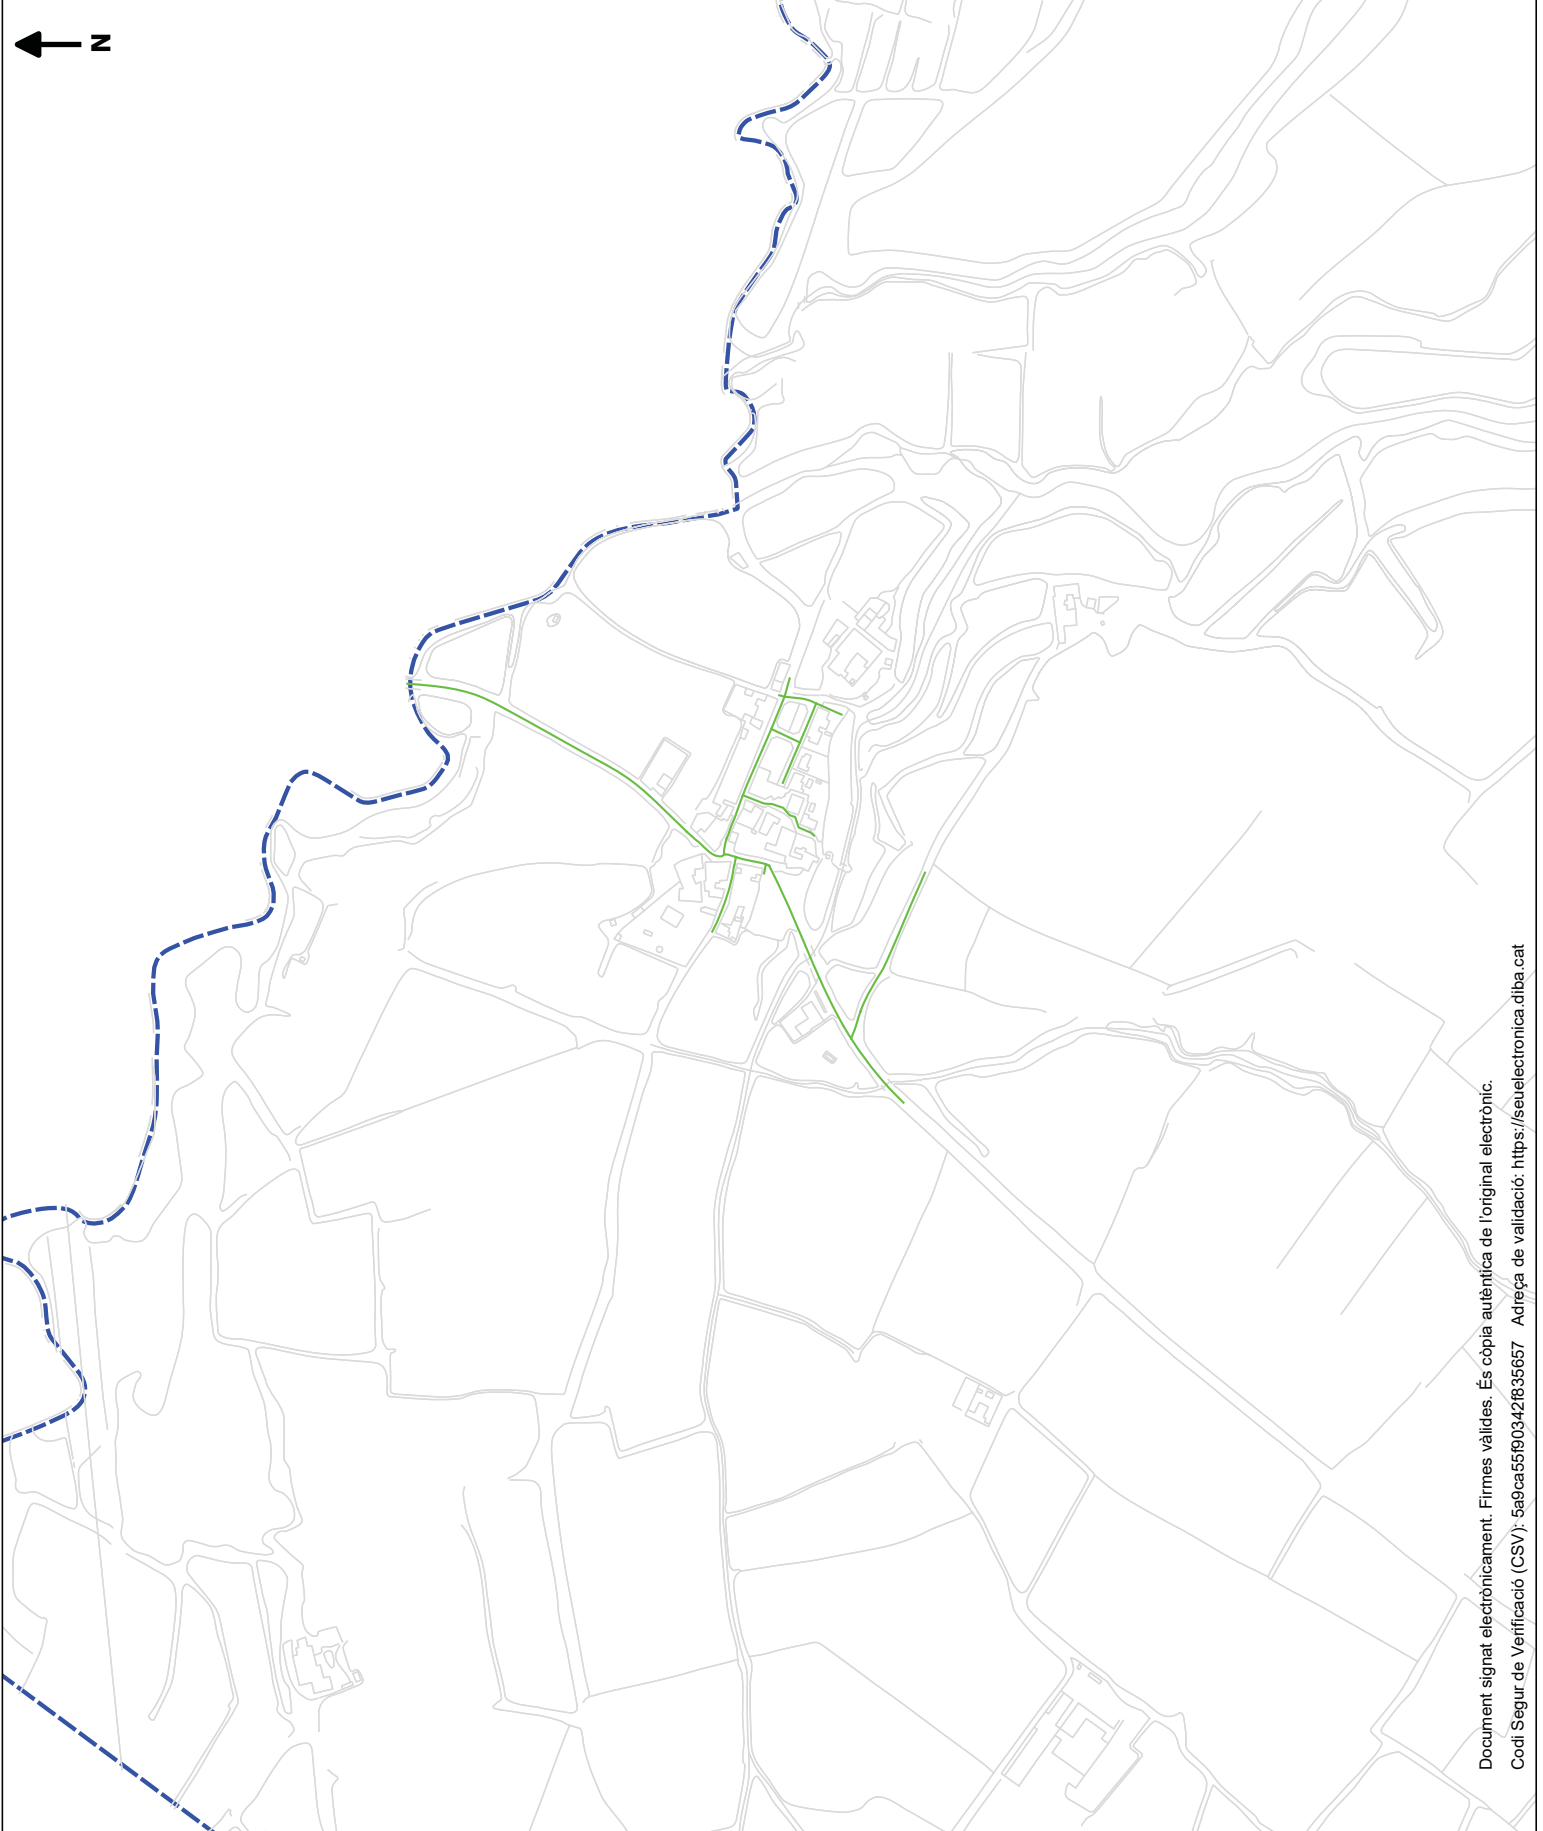 N
Document signat electrònicament. Firmes vàlides. És còpia autèntica de l'original electrònic.
Codi Segur de Verificació (CSV): 5a9ca55f90342f835657 Adreça de validació: https://seuelectronica.diba.cat